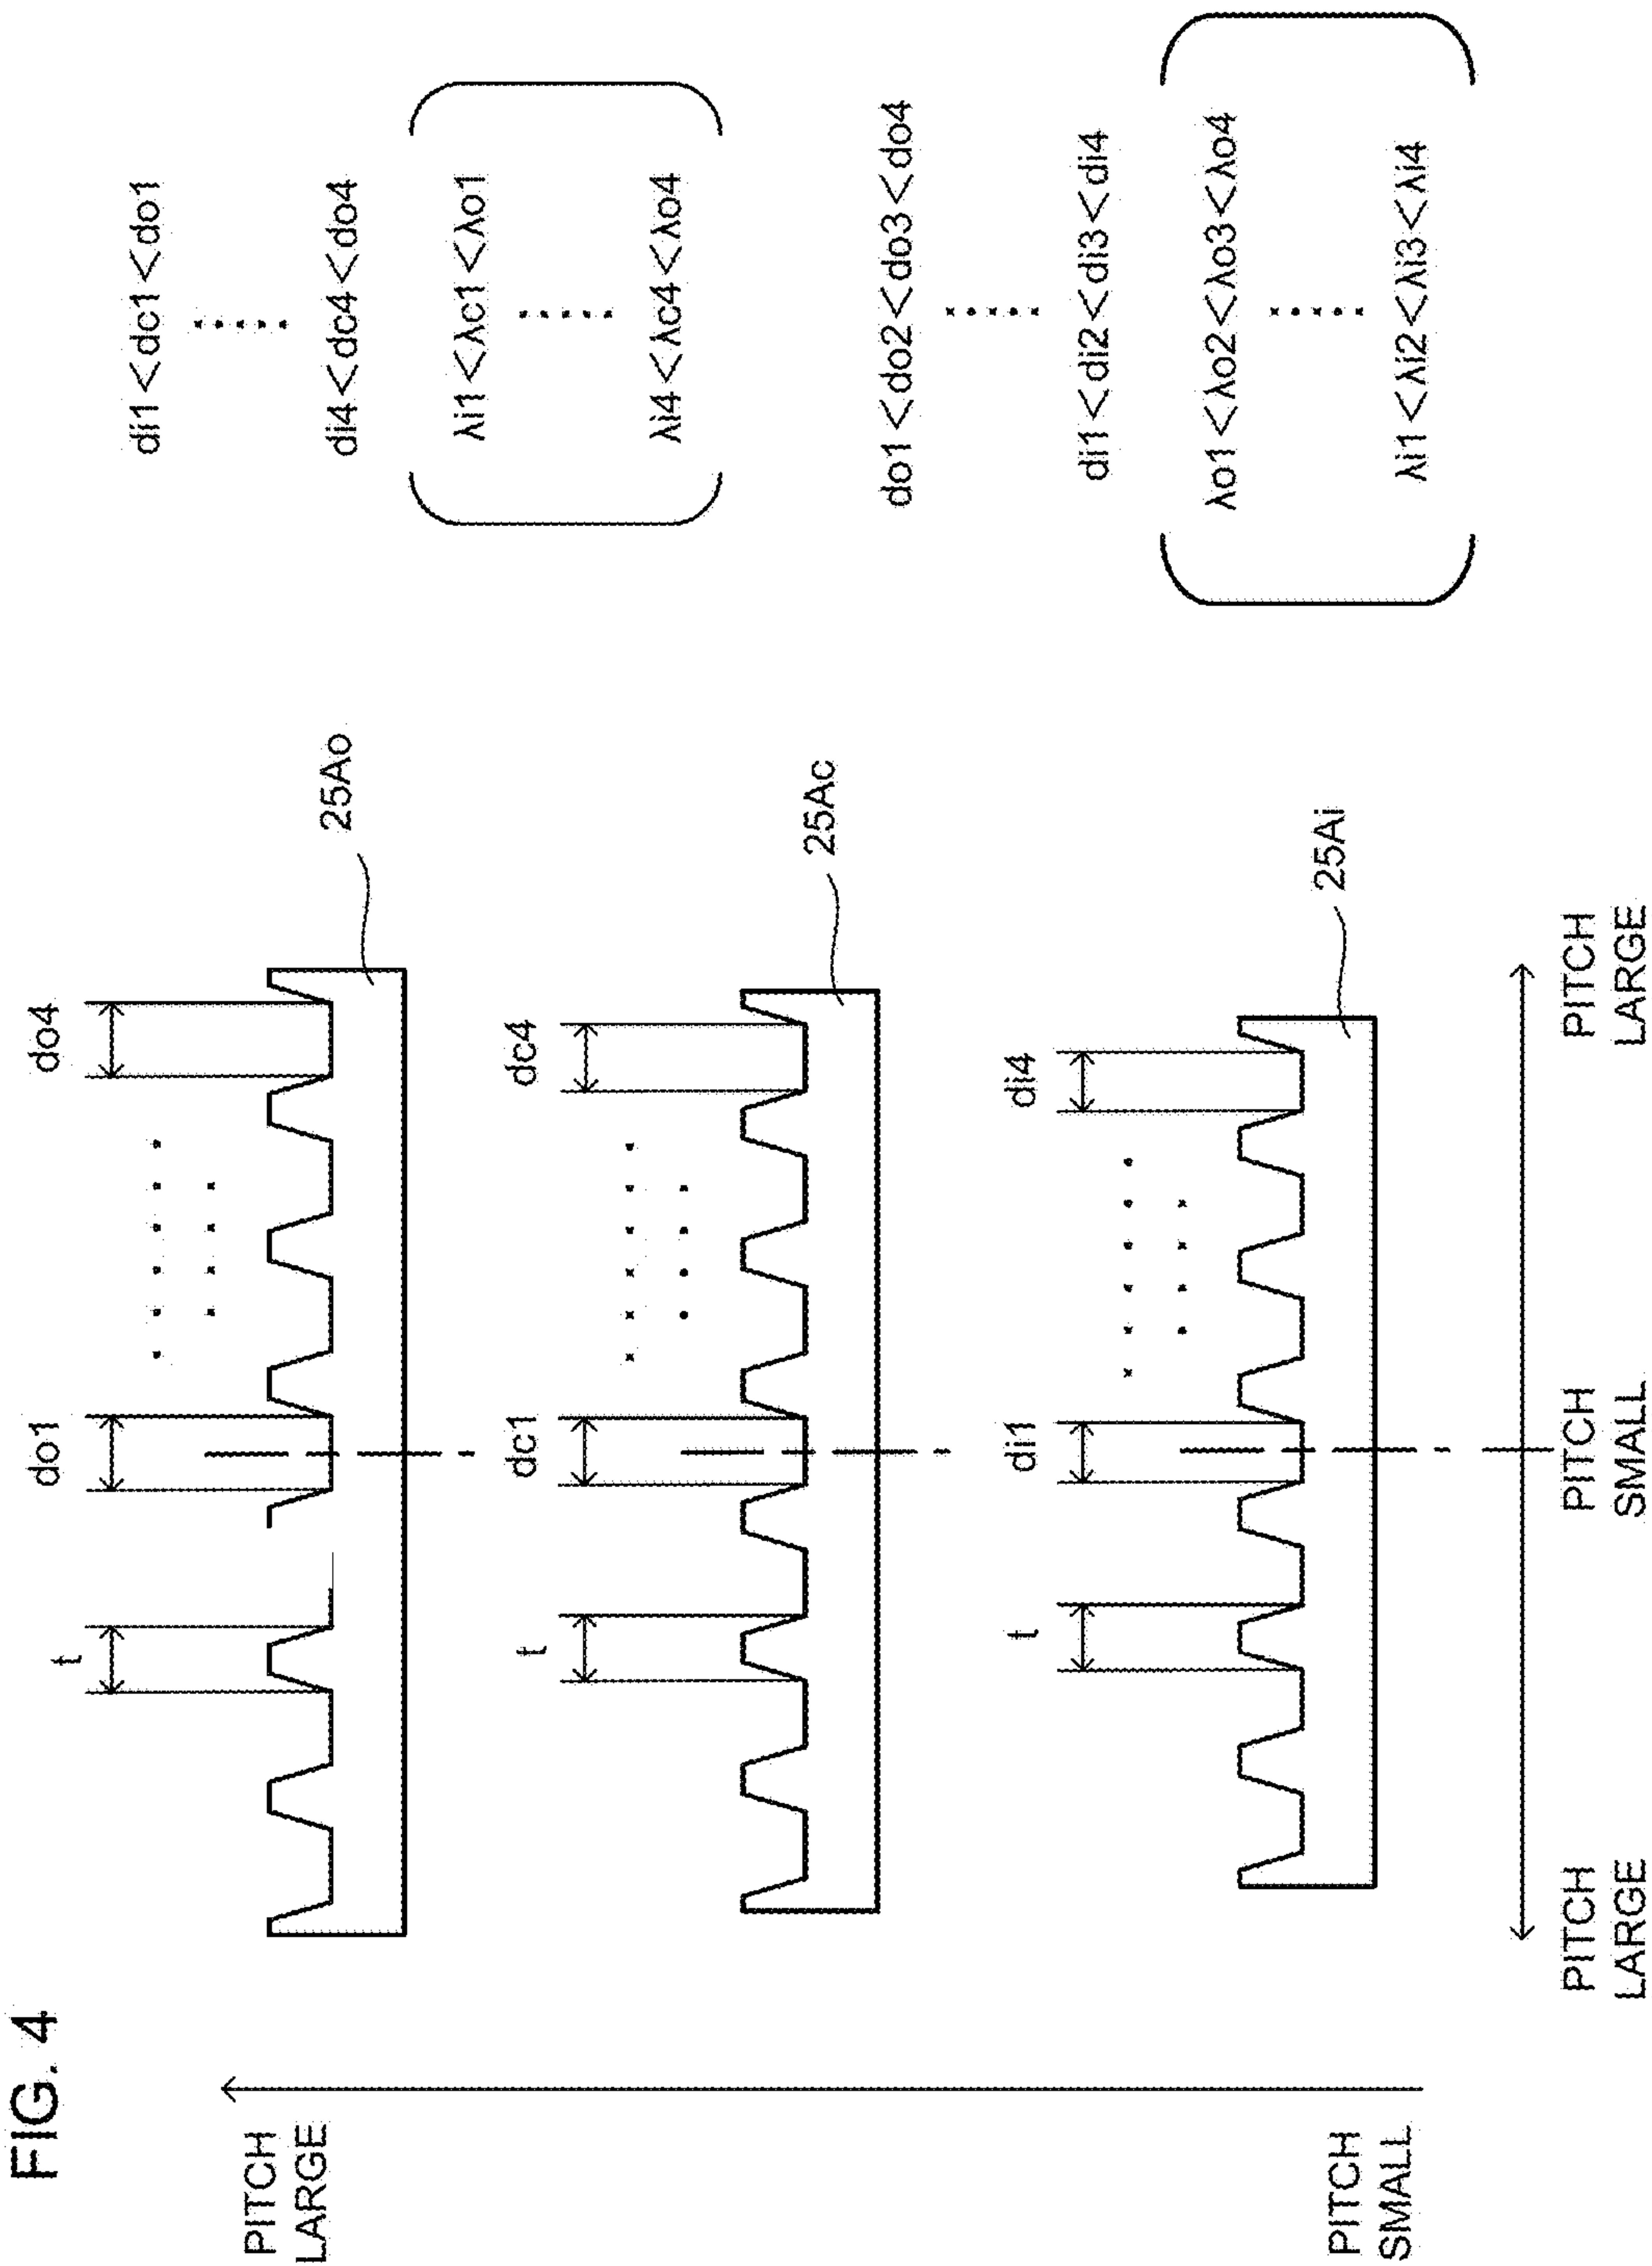 FIG. 4
PITCH
LARGE
PITCH
SMALL
t
do1
do4
25Ao
t
dc1
dc4
25Ac
t
di1
di4
25Ai
PITCH
LARGE
PITCH
SMALL
PITCH
LARGE
di1<dc1<do1
di4<dc4<do4
λi1<λc1<λo1
λi4<λc4<λo4
do1<do2<do3<do4
di1<di2<di3<di4
λo1<λo2<λo3<λo4
λi1<λi2<λi3<λi4